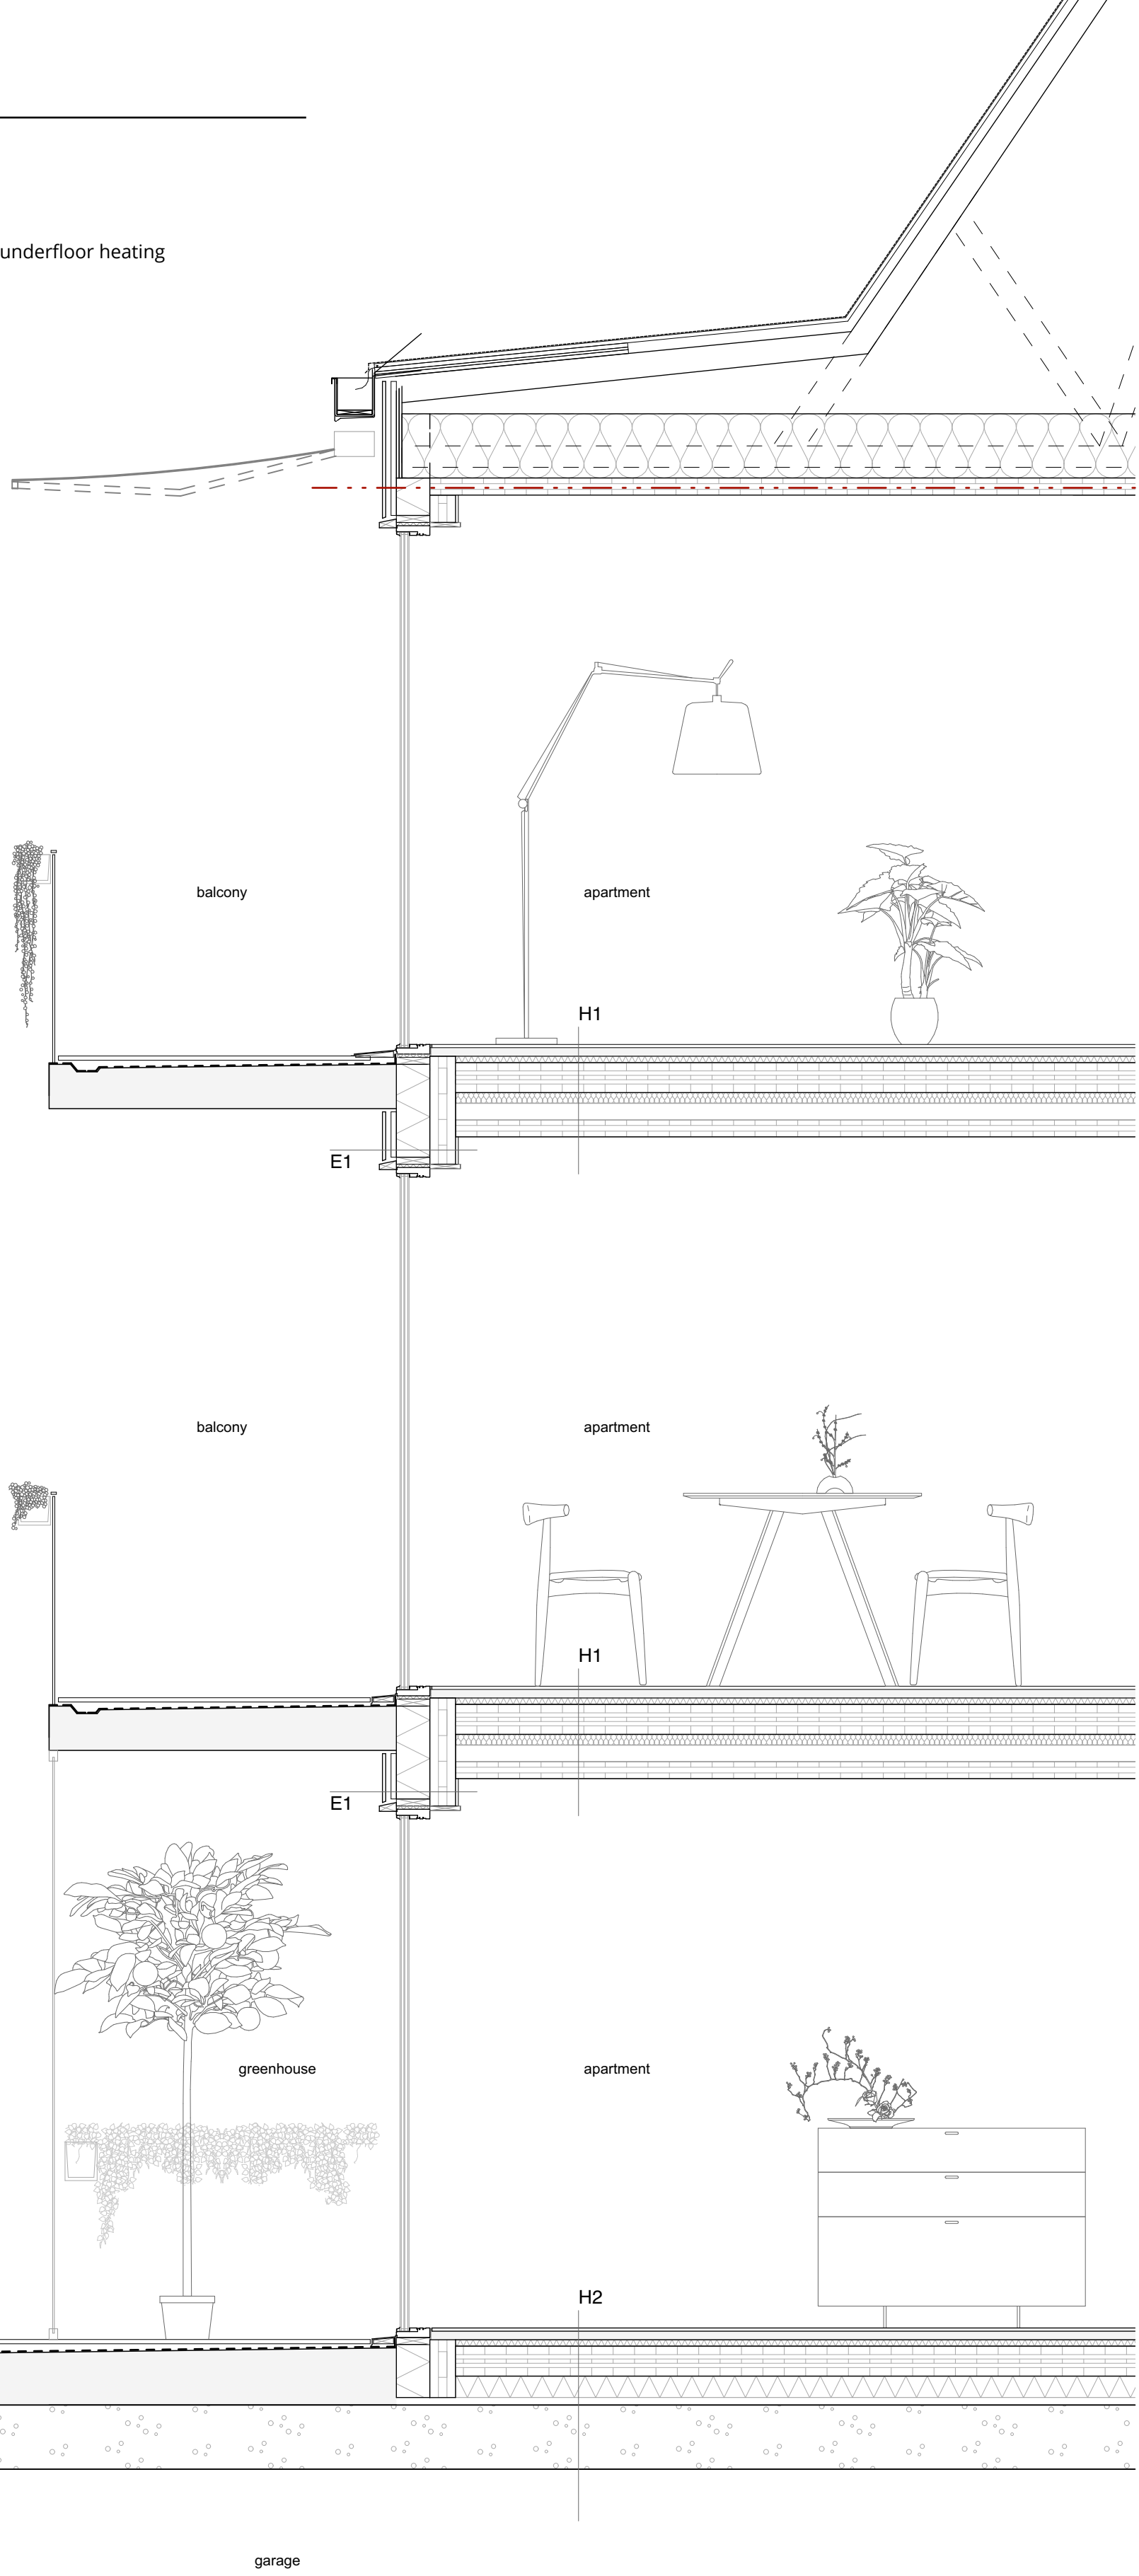 underfloor heating
balcony
apartment
H1
E1
balcony
apartment
H1
E1
greenhouse
apartment
H2
garage